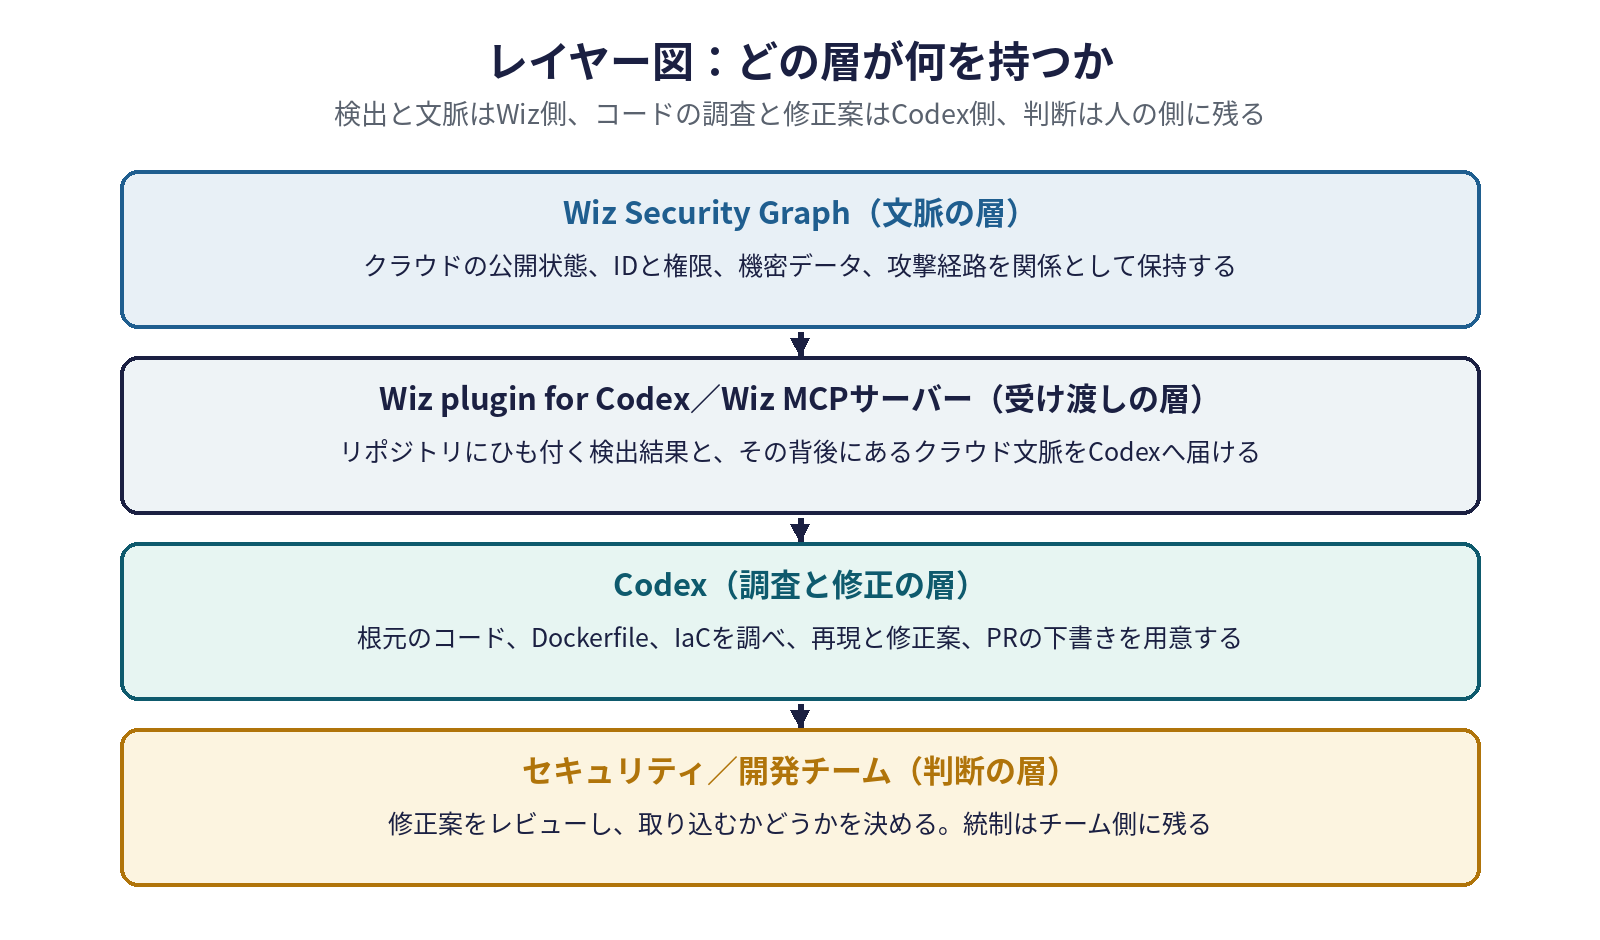 レイヤー図：どの層が何を持つか
検出と文脈はWiz側、コードの調査と修正案はCodex側、判断は人の側に残る
Wiz Security Graph（文脈の層）
クラウドの公開状態、IDと権限、機密データ、攻撃経路を関係として保持する
Wiz plugin for Codex／Wiz MCPサーバー（受け渡しの層）
リポジトリにひも付く検出結果と、その背後にあるクラウド文脈をCodexへ届ける
Codex（調査と修正の層）
根元のコード、Dockerfile、IaCを調べ、再現と修正案、PRの下書きを用意する
セキュリティ／開発チーム（判断の層）
修正案をレビューし、取り込むかどうかを決める。統制はチーム側に残る